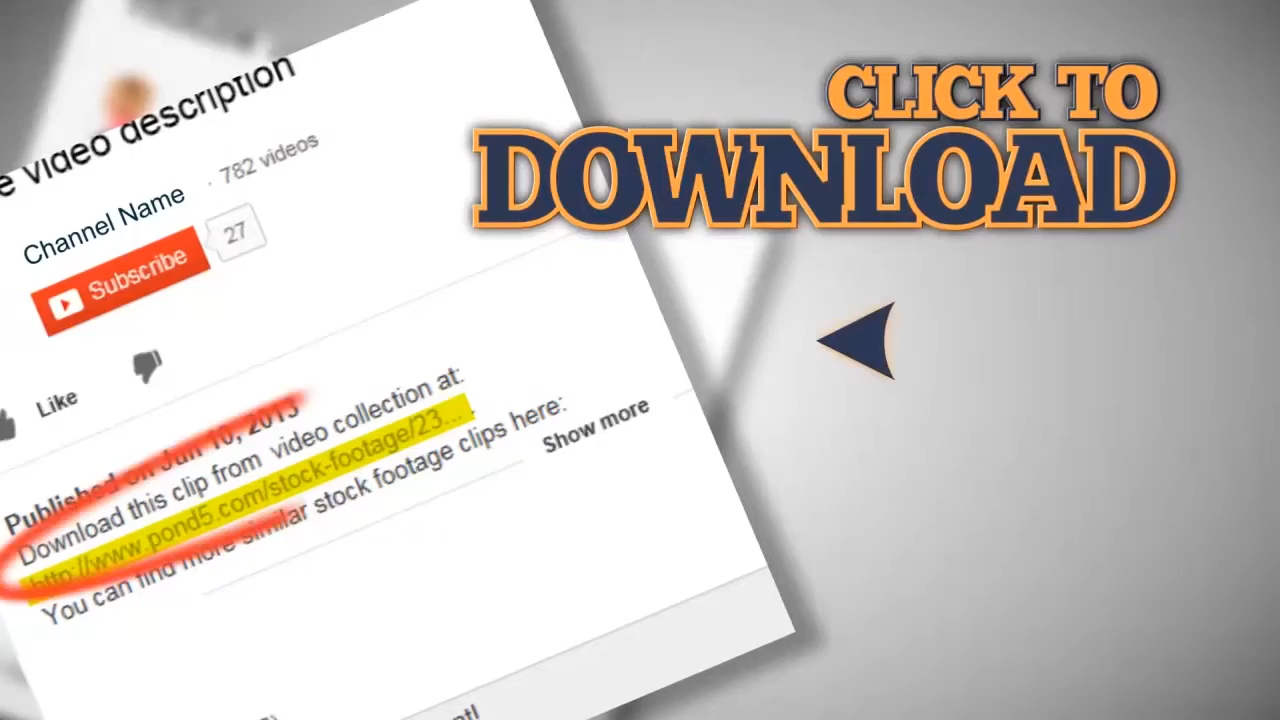 CLICK TO
DOWNLOAD
e video description
Channel Name
· 782 videos
Subscribe
27
Like
Published on Jun 10, 2013
Download this clip from video collection at:
http://www.pond5.com/stock-footage/23... .
You can find more similar stock footage clips here:
Show more